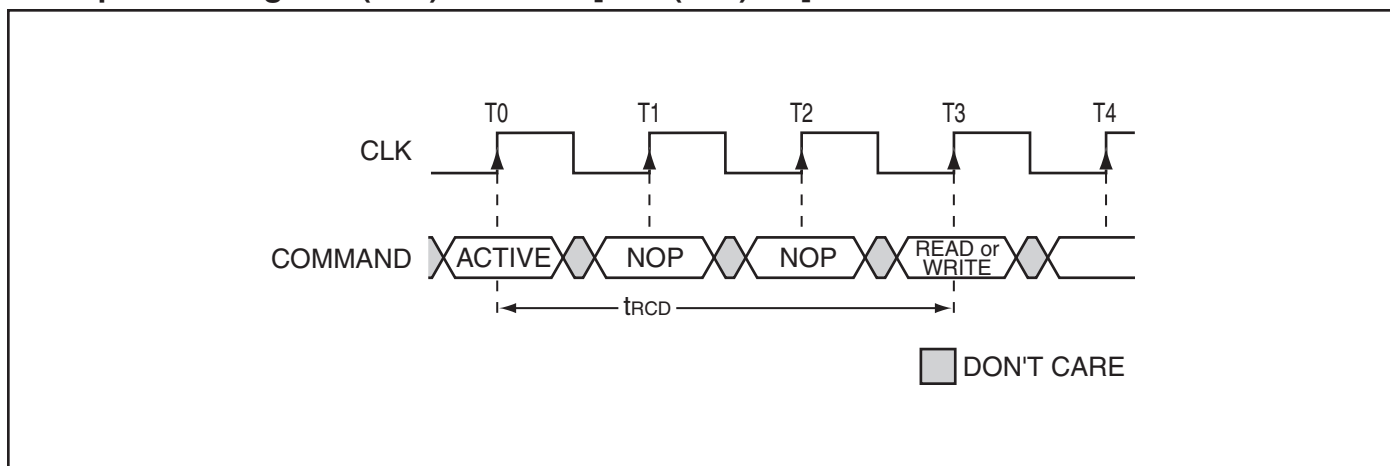 T0 T1 T2 T3 T4
CLK
COMMAND ACTIVE NOP NOP READ or
WRITE
tRCD
DON'T CARE